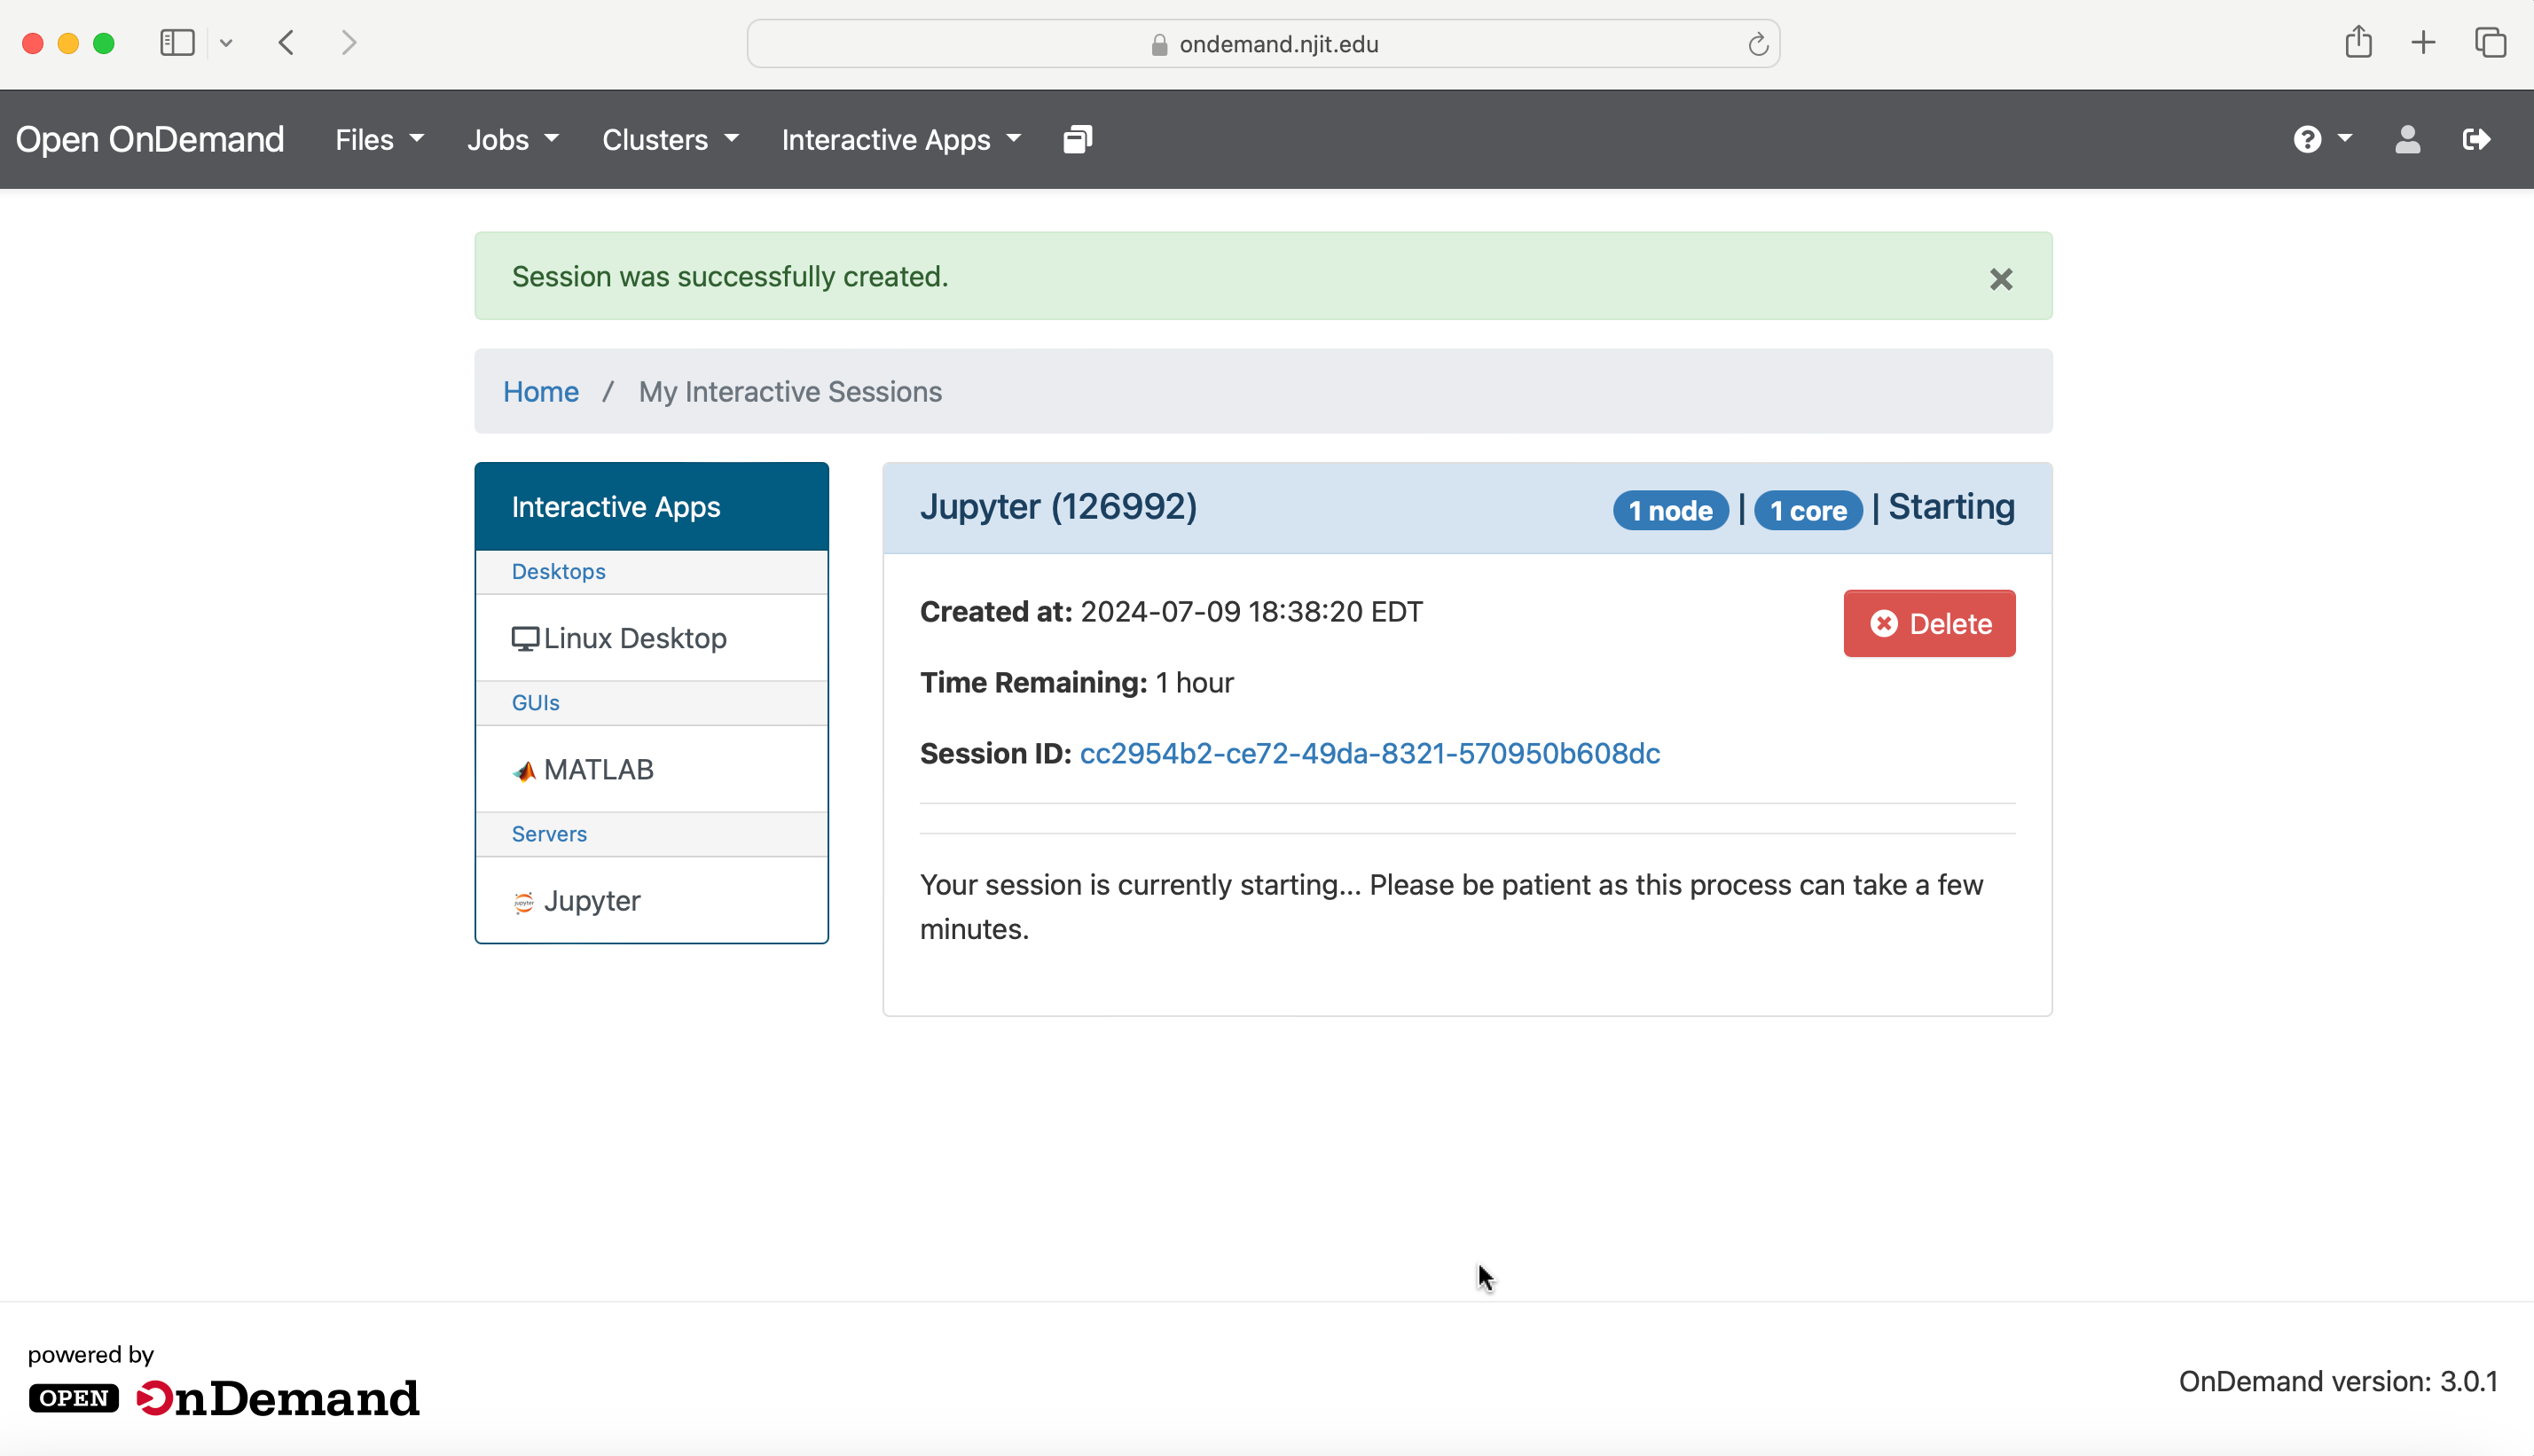 ondemand.njit.edu
Open OnDemand Files Jobs Clusters Interactive Apps
Session was successfully created.
Home / My Interactive Sessions
Interactive Apps
Desktops
Linux Desktop
GUIs
MATLAB
Servers
Jupyter
Jupyter (126992) 1 node | 1 core | Starting
Created at: 2024-07-09 18:38:20 EDT
Delete
Time Remaining: 1 hour
Session ID: cc2954b2-ce72-49da-8321-570950b608dc
Your session is currently starting... Please be patient as this process can take a few
minutes.
powered by
OPEN OnDemand
OnDemand version: 3.0.1